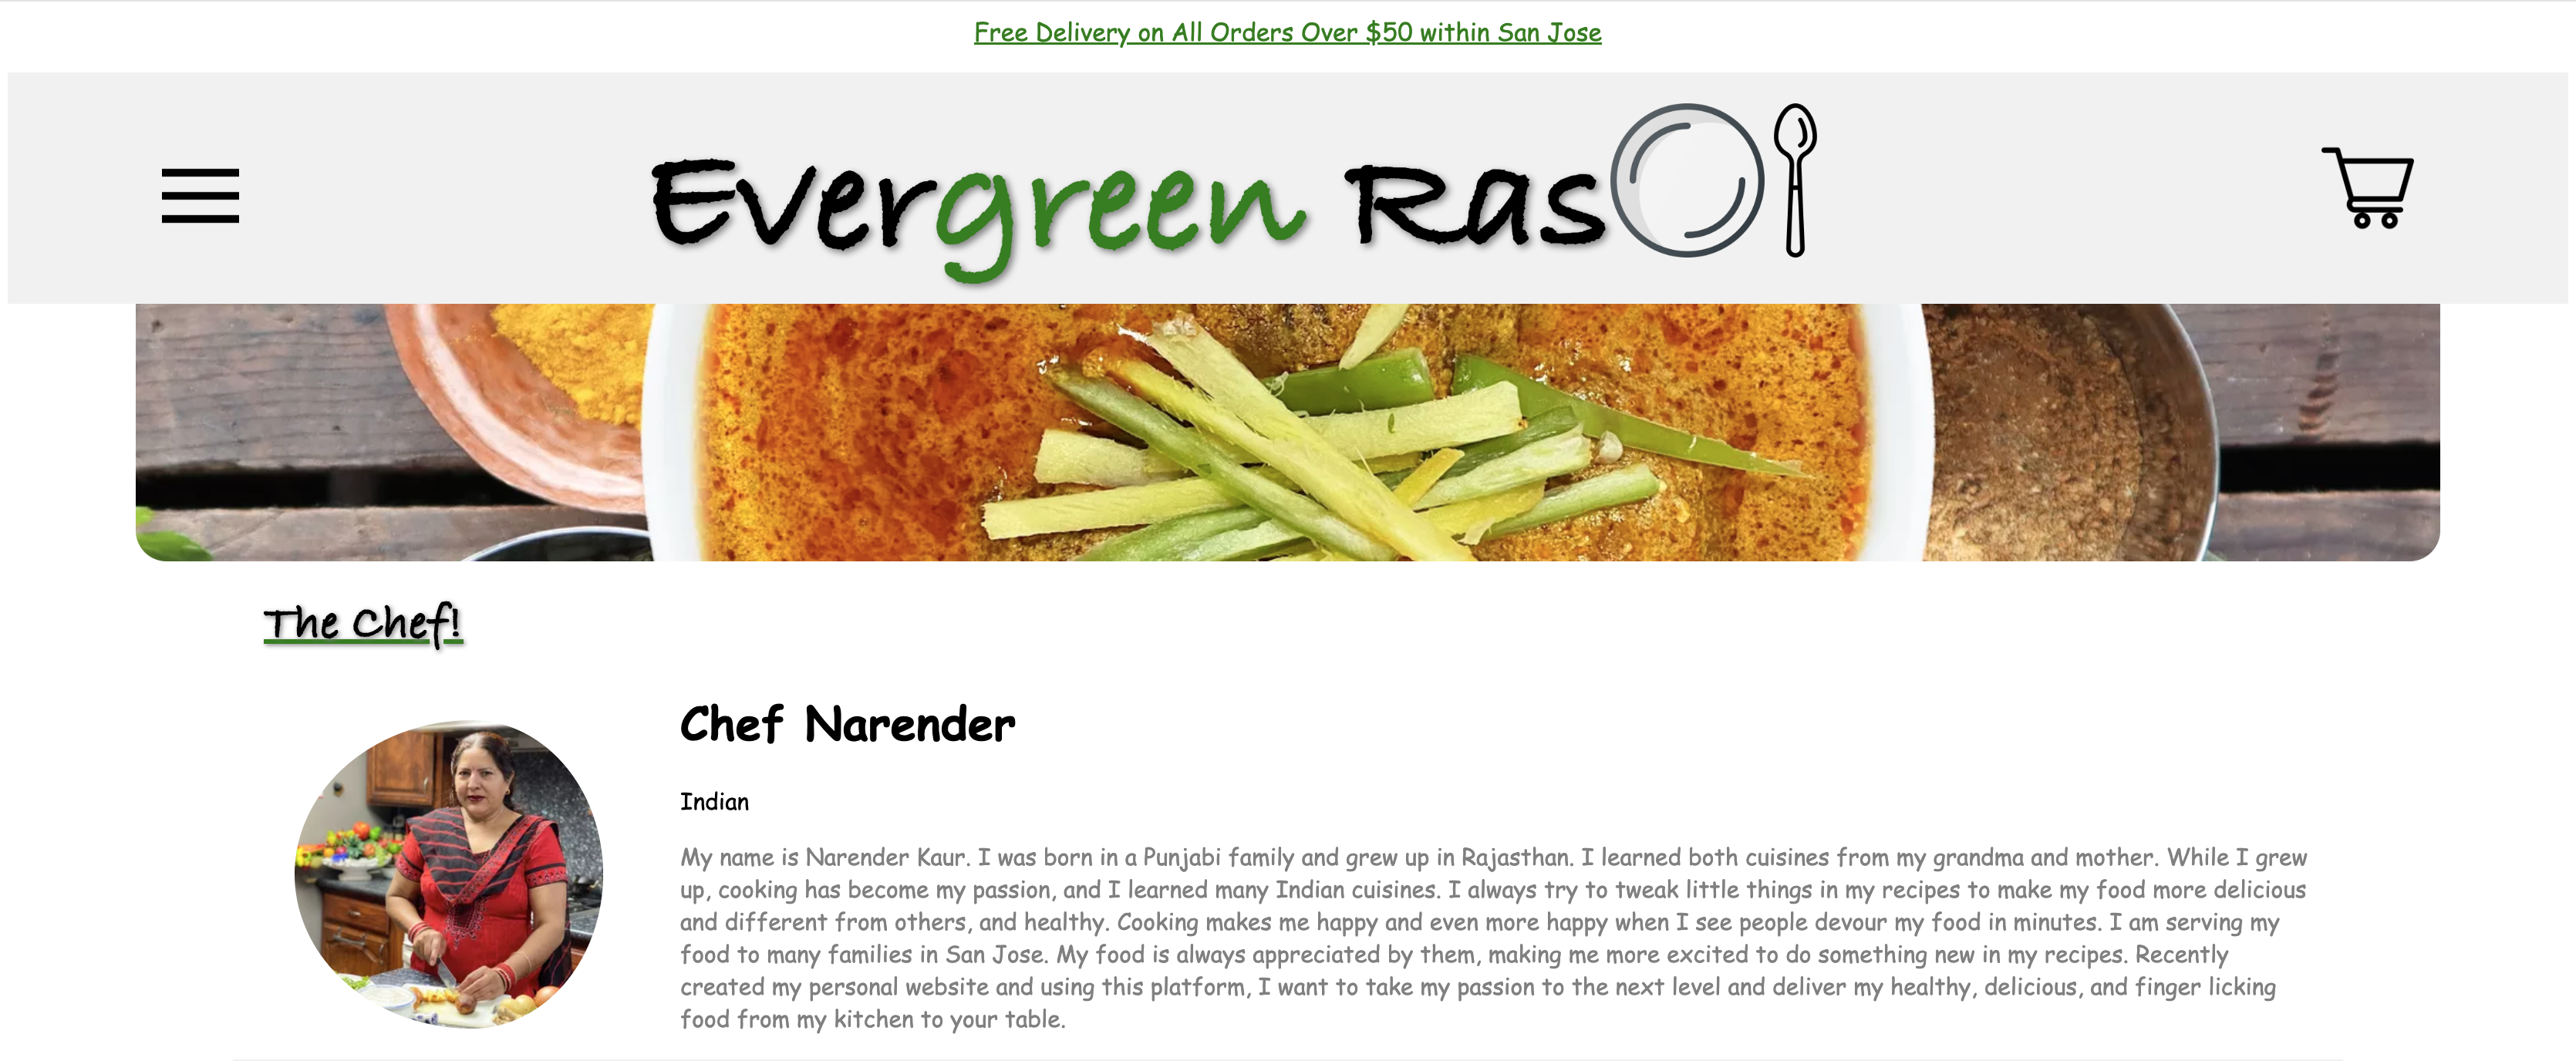 Free Delivery on All Orders Over $50 within San Jose
Evergreen Ras
The Chef!
Chef Narender
Indian
My name is Narender Kaur. I was born in a Punjabi family and grew up in Rajasthan. I learned both cuisines from my grandma and mother. While I grew
up, cooking has become my passion, and I learned many Indian cuisines. I always try to tweak little things in my recipes to make my food more delicious
and different from others, and healthy. Cooking makes me happy and even more happy when I see people devour my food in minutes. I am serving my
food to many families in San Jose. My food is always appreciated by them, making me more excited to do something new in my recipes. Recently
created my personal website and using this platform, I want to take my passion to the next level and deliver my healthy, delicious, and finger licking
food from my kitchen to your table.